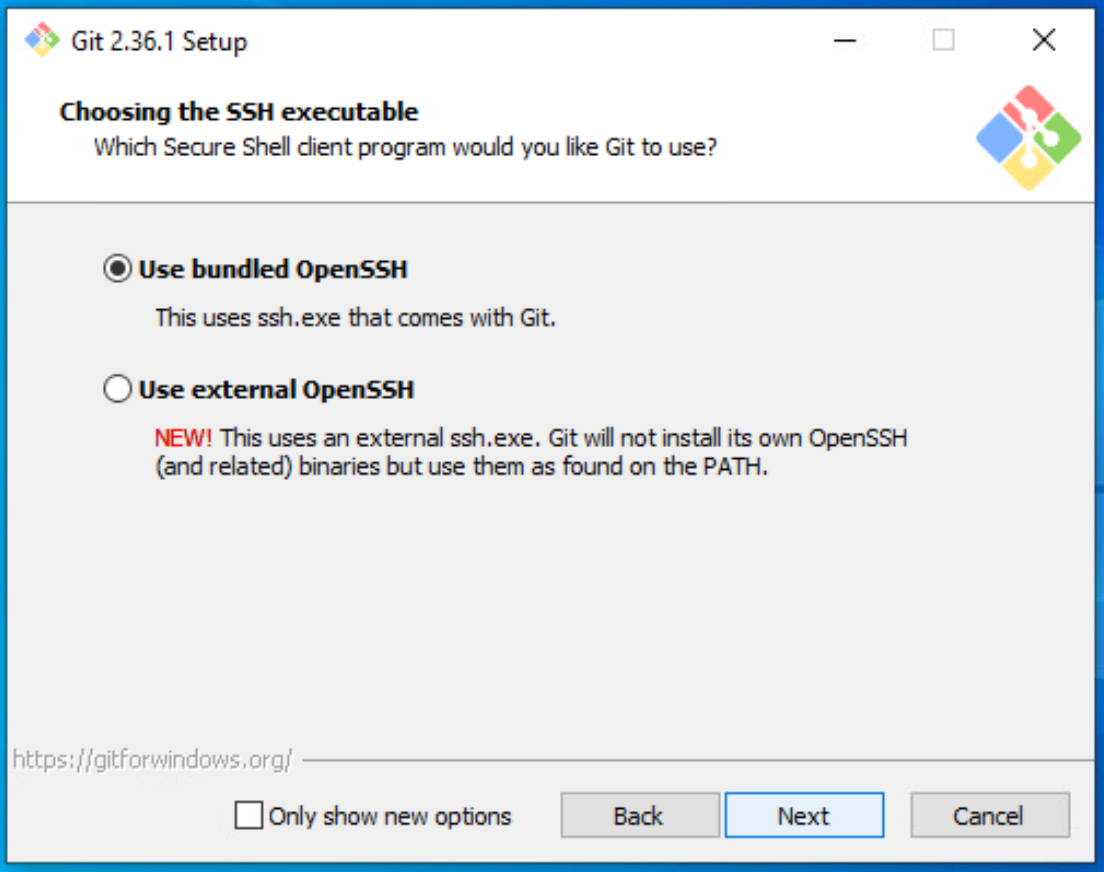 Git 2.36.1 Setup
Choosing the SSH executable
Which Secure Shell client program would you like Git to use?
Use bundled OpenSSH
This uses ssh.exe that comes with Git.
Use external OpenSSH
NEW! This uses an external ssh.exe. Git will not install its own OpenSSH
(and related) binaries but use them as found on the PATH.
https://gitforwindows.org/
Only show new options
Back
Next
Cancel